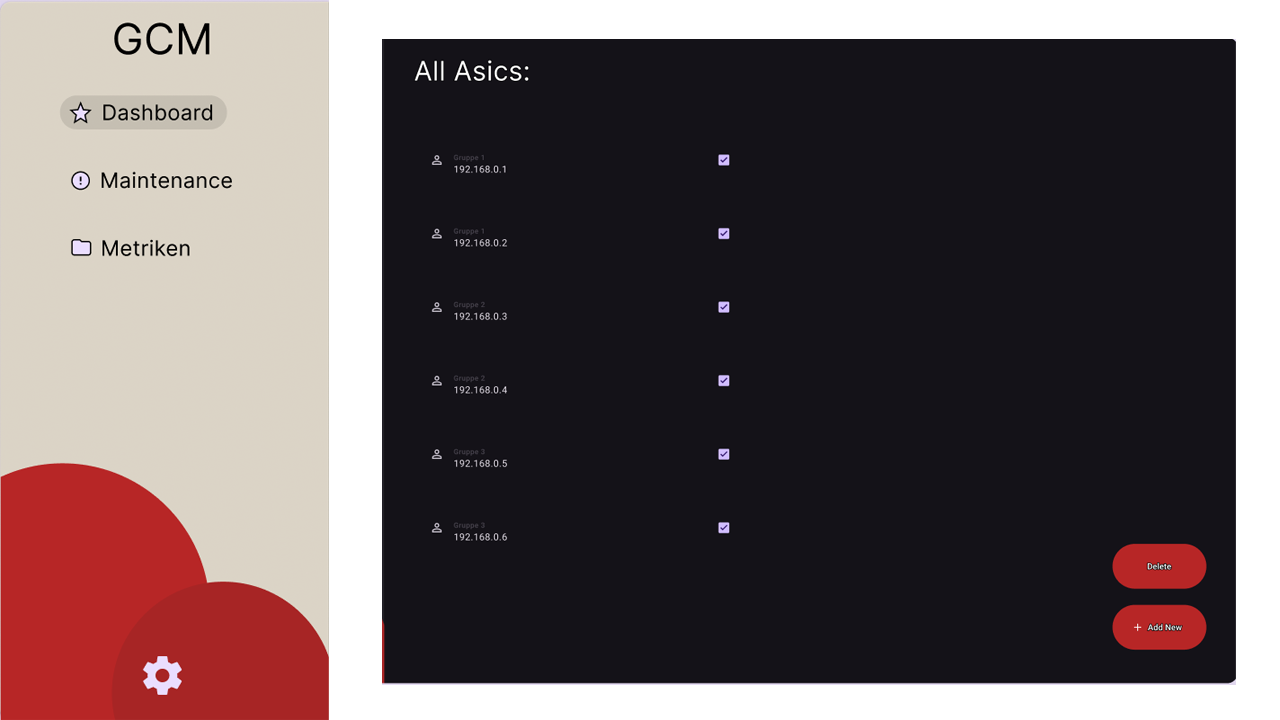 GCM
Dashboard
Maintenance
Metriken
All Asics:
Gruppe 1
192.168.0.1
Gruppe 1
192.168.0.2
Gruppe 2
192.168.0.3
Gruppe 2
192.168.0.4
Gruppe 3
192.168.0.5
Gruppe 3
192.168.0.6
Delete
+ Add New